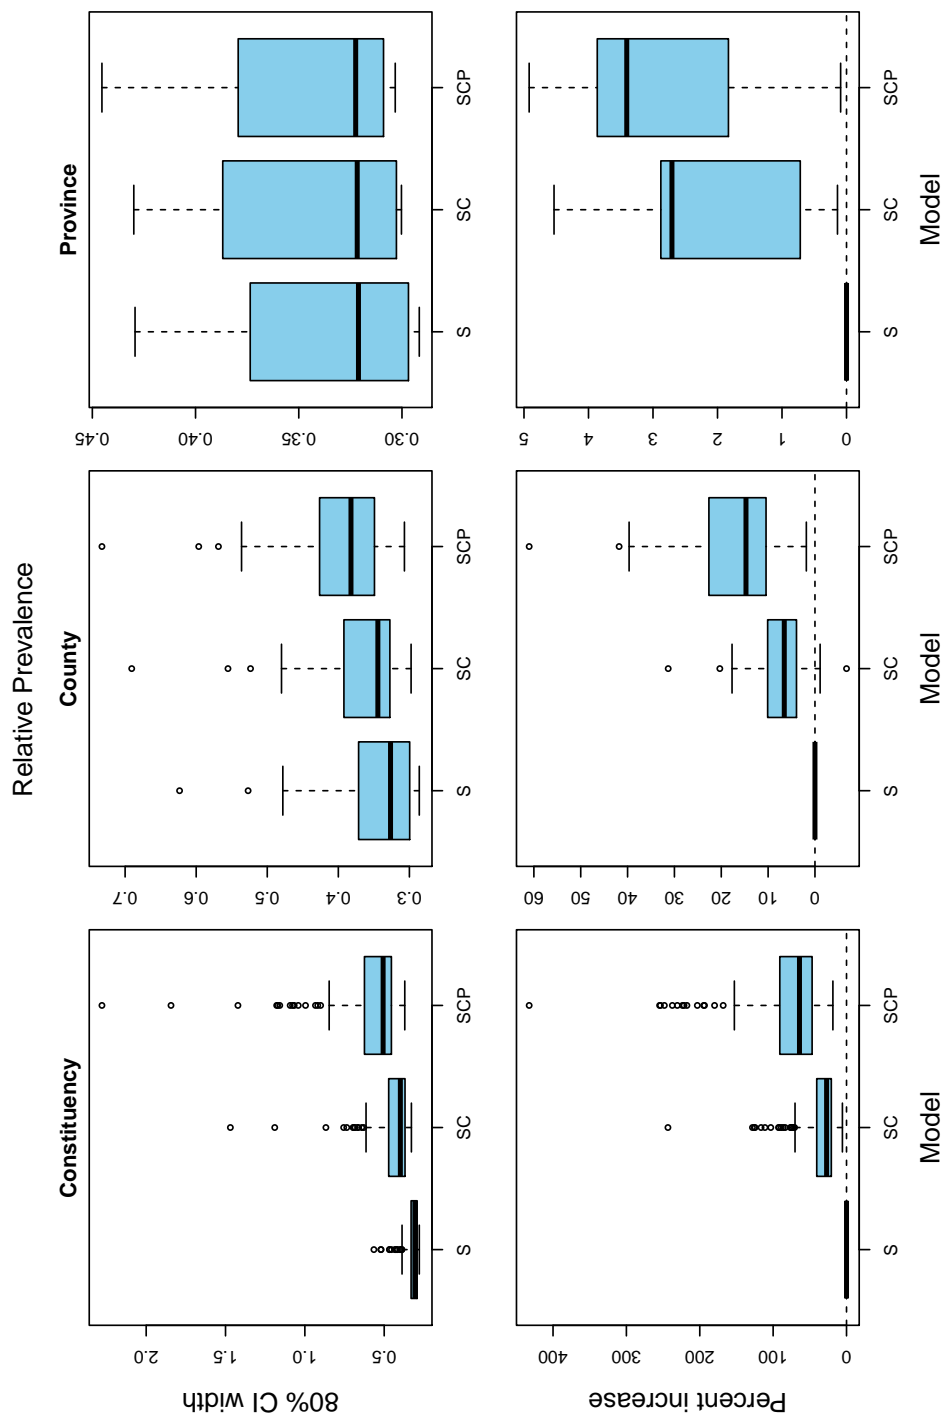 Relative Prevalence
Constituency
County
Province
80% CI width
0.5
1.0
1.5
2.0
S
SC
SCP
0.3
0.4
0.5
0.6
0.7
S
SC
SCP
0.30
0.35
0.40
0.45
S
SC
SCP
Percent increase
0
100
200
300
400
S
SC
SCP
Model
0
10
20
30
40
50
60
S
SC
SCP
Model
0
1
2
3
4
5
S
SC
SCP
Model